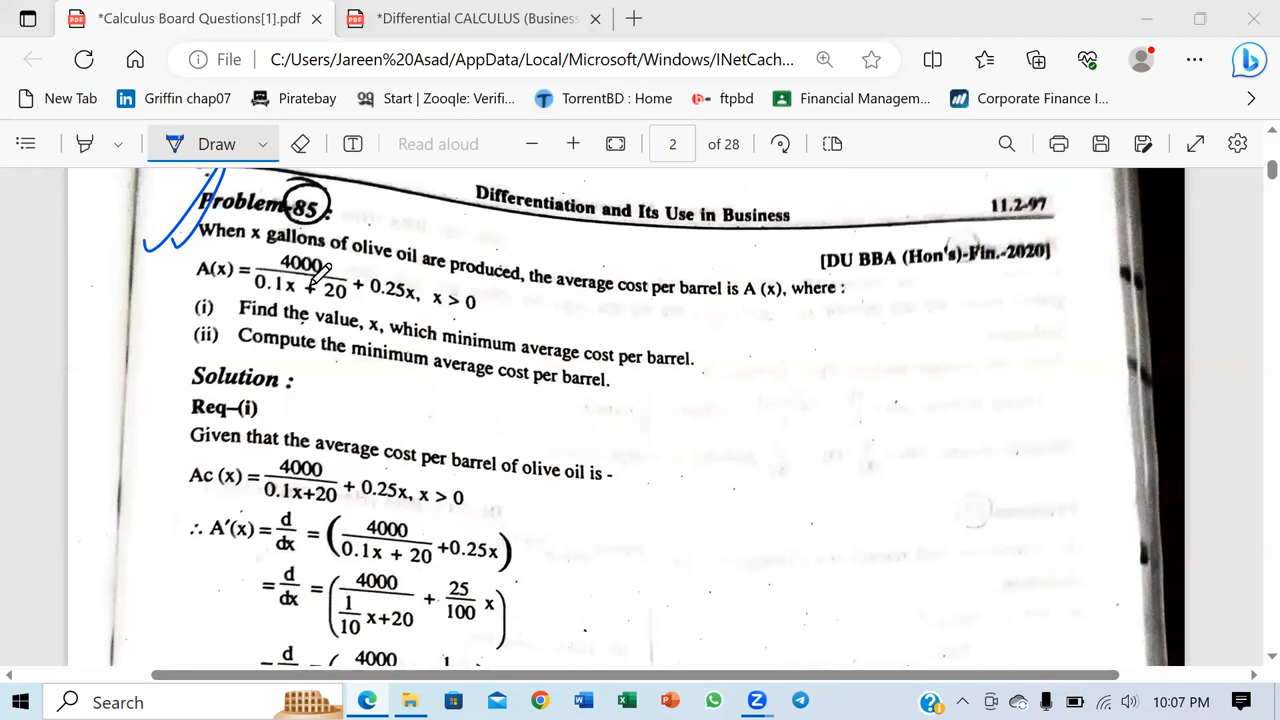 *Calculus Board Questions[1].pdf
*Differential CALCULUS (Business
File C:/Users/Jareen%20Asad/AppData/Local/Microsoft/Windows/INetCach...
New Tab Griffin chap07 Piratebay Start | Zooqle: Verifi... TorrentBD : Home ftpbd Financial Managem... Corporate Finance I...
Draw Read aloud 2 of 28
Differentiation and Its Use in Business 11.2-97
Problem-85 :
[DU BBA (Hon's)-Fin.-2020]
When x gallons of olive oil are produced, the average cost per barrel is A (x), where :
A(x) = 4000/0.1x + 20 + 0.25x, x > 0
(i) Find the value, x, which minimum average cost per barrel.
(ii) Compute the minimum average cost per barrel.
Solution :
Req–(i)
Given that the average cost per barrel of olive oil is -
Ac (x) = 4000/0.1x+20 + 0.25x, x > 0
∴ A′(x) = d/dx = (4000/0.1x + 20 +0.25x)
= d/dx = (4000/1/10 x+20 + 25/100 x)
d 4000
Search
10:07 PM